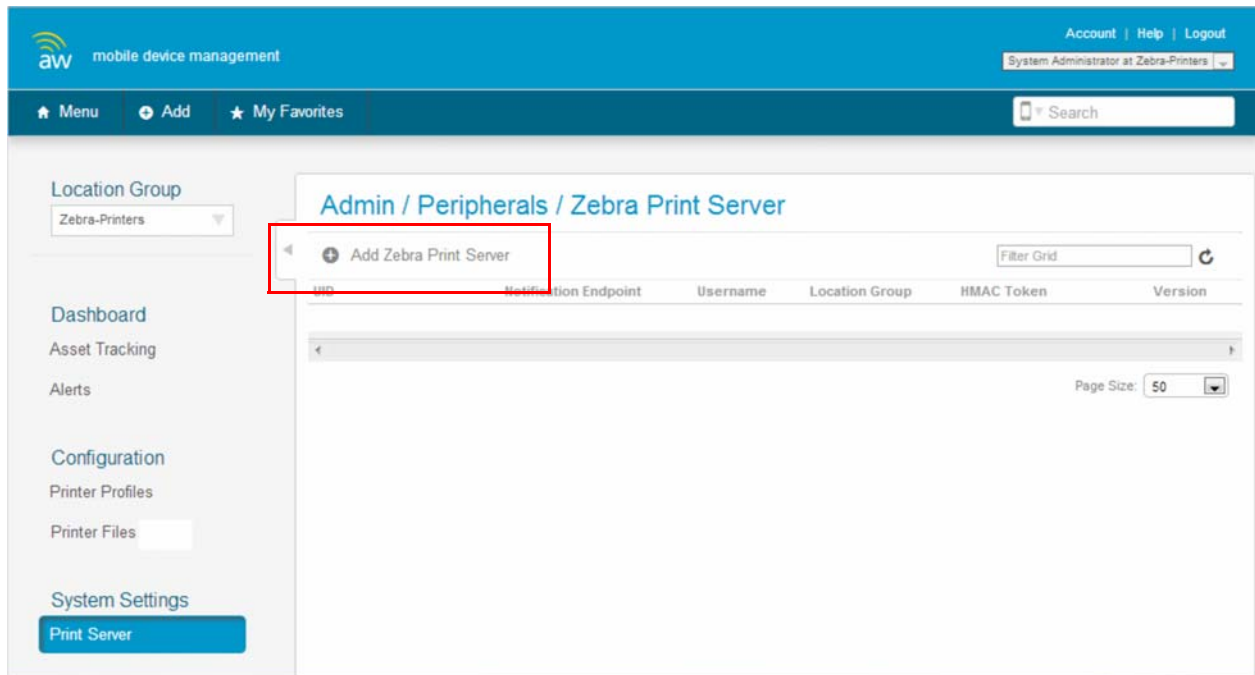 Account | Help | Logout
aw mobile device management
System Administrator at Zebra-Printers
Menu Add My Favorites
Search
Location Group
Zebra-Printers
Admin / Peripherals / Zebra Print Server
Add Zebra Print Server
Filter Grid
UID Notification Endpoint Username Location Group HMAC Token Version
Dashboard
Asset Tracking
Alerts
Page Size: 50
Configuration
Printer Profiles
Printer Files
System Settings
Print Server